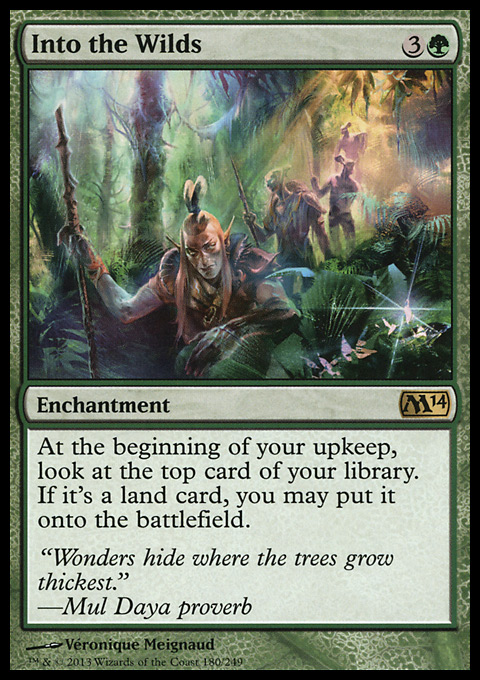 Into the Wilds 3
Enchantment M14
At the beginning of your upkeep,
look at the top card of your library.
If it's a land card, you may put it
onto the battlefield.
“Wonders hide where the trees grow
thickest.”
—Mul Daya proverb
Véronique Meignaud
™ & © 2013 Wizards of the Coast 180/249